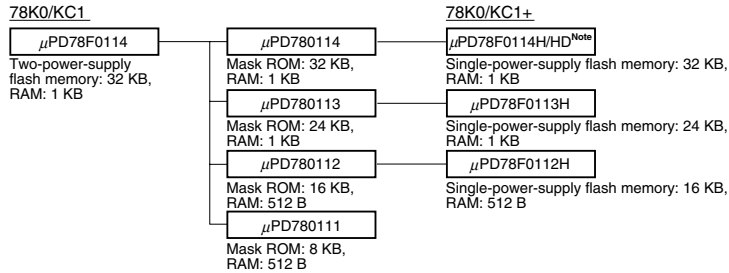 78K0/KC1
78K0/KC1+
μPD78F0114
μPD780114
μPD78F0114H/HDNote
Two-power-supply
flash memory: 32 KB,
RAM: 1 KB
Mask ROM: 32 KB,
RAM: 1 KB
Single-power-supply flash memory: 32 KB,
RAM: 1 KB
μPD780113
μPD78F0113H
Mask ROM: 24 KB,
RAM: 1 KB
Single-power-supply flash memory: 24 KB,
RAM: 1 KB
μPD780112
μPD78F0112H
Mask ROM: 16 KB,
RAM: 512 B
Single-power-supply flash memory: 16 KB,
RAM: 512 B
μPD780111
Mask ROM: 8 KB,
RAM: 512 B